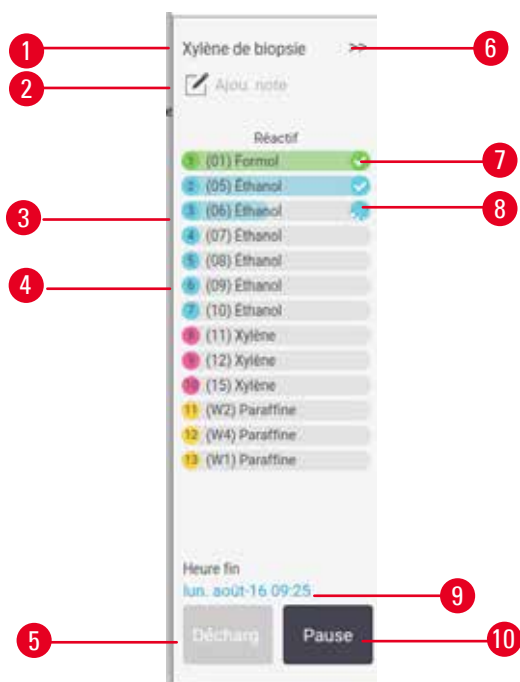 1 Xylène de biopsie >> 6
2 Ajou. note
Réactif
1 (01) Formol 7
2 (05) Éthanol
3 3 (06) Éthanol 8
4 (07) Éthanol
5 (08) Éthanol
4 6 (09) Éthanol
7 (10) Éthanol
8 (11) Xylène
9 (12) Xylène
10 (15) Xylène
11 (W2) Paraffine
12 (W4) Paraffine
13 (W1) Paraffine
Heure fin
lun. août-16 09:25 9
5 Décharg Pause 10